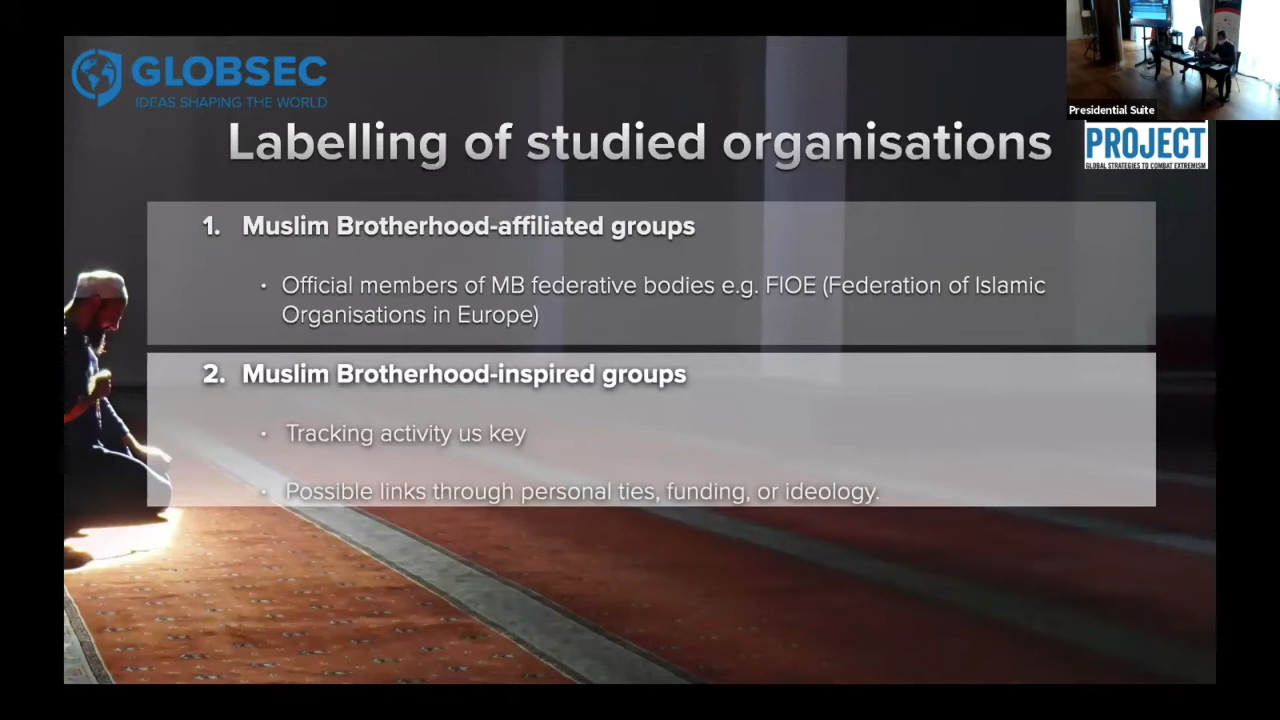 GLOBSEC
IDEAS SHAPING THE WORLD
Presidential Suite
Labelling of studied organisations
PROJECT
GLOBAL STRATEGIES TO COMBAT EXTREMISM
1. Muslim Brotherhood-affiliated groups
· Official members of MB federative bodies e.g. FIOE (Federation of Islamic
Organisations in Europe)
2. Muslim Brotherhood-inspired groups
· Tracking activity us key
· Possible links through personal ties, funding, or ideology.